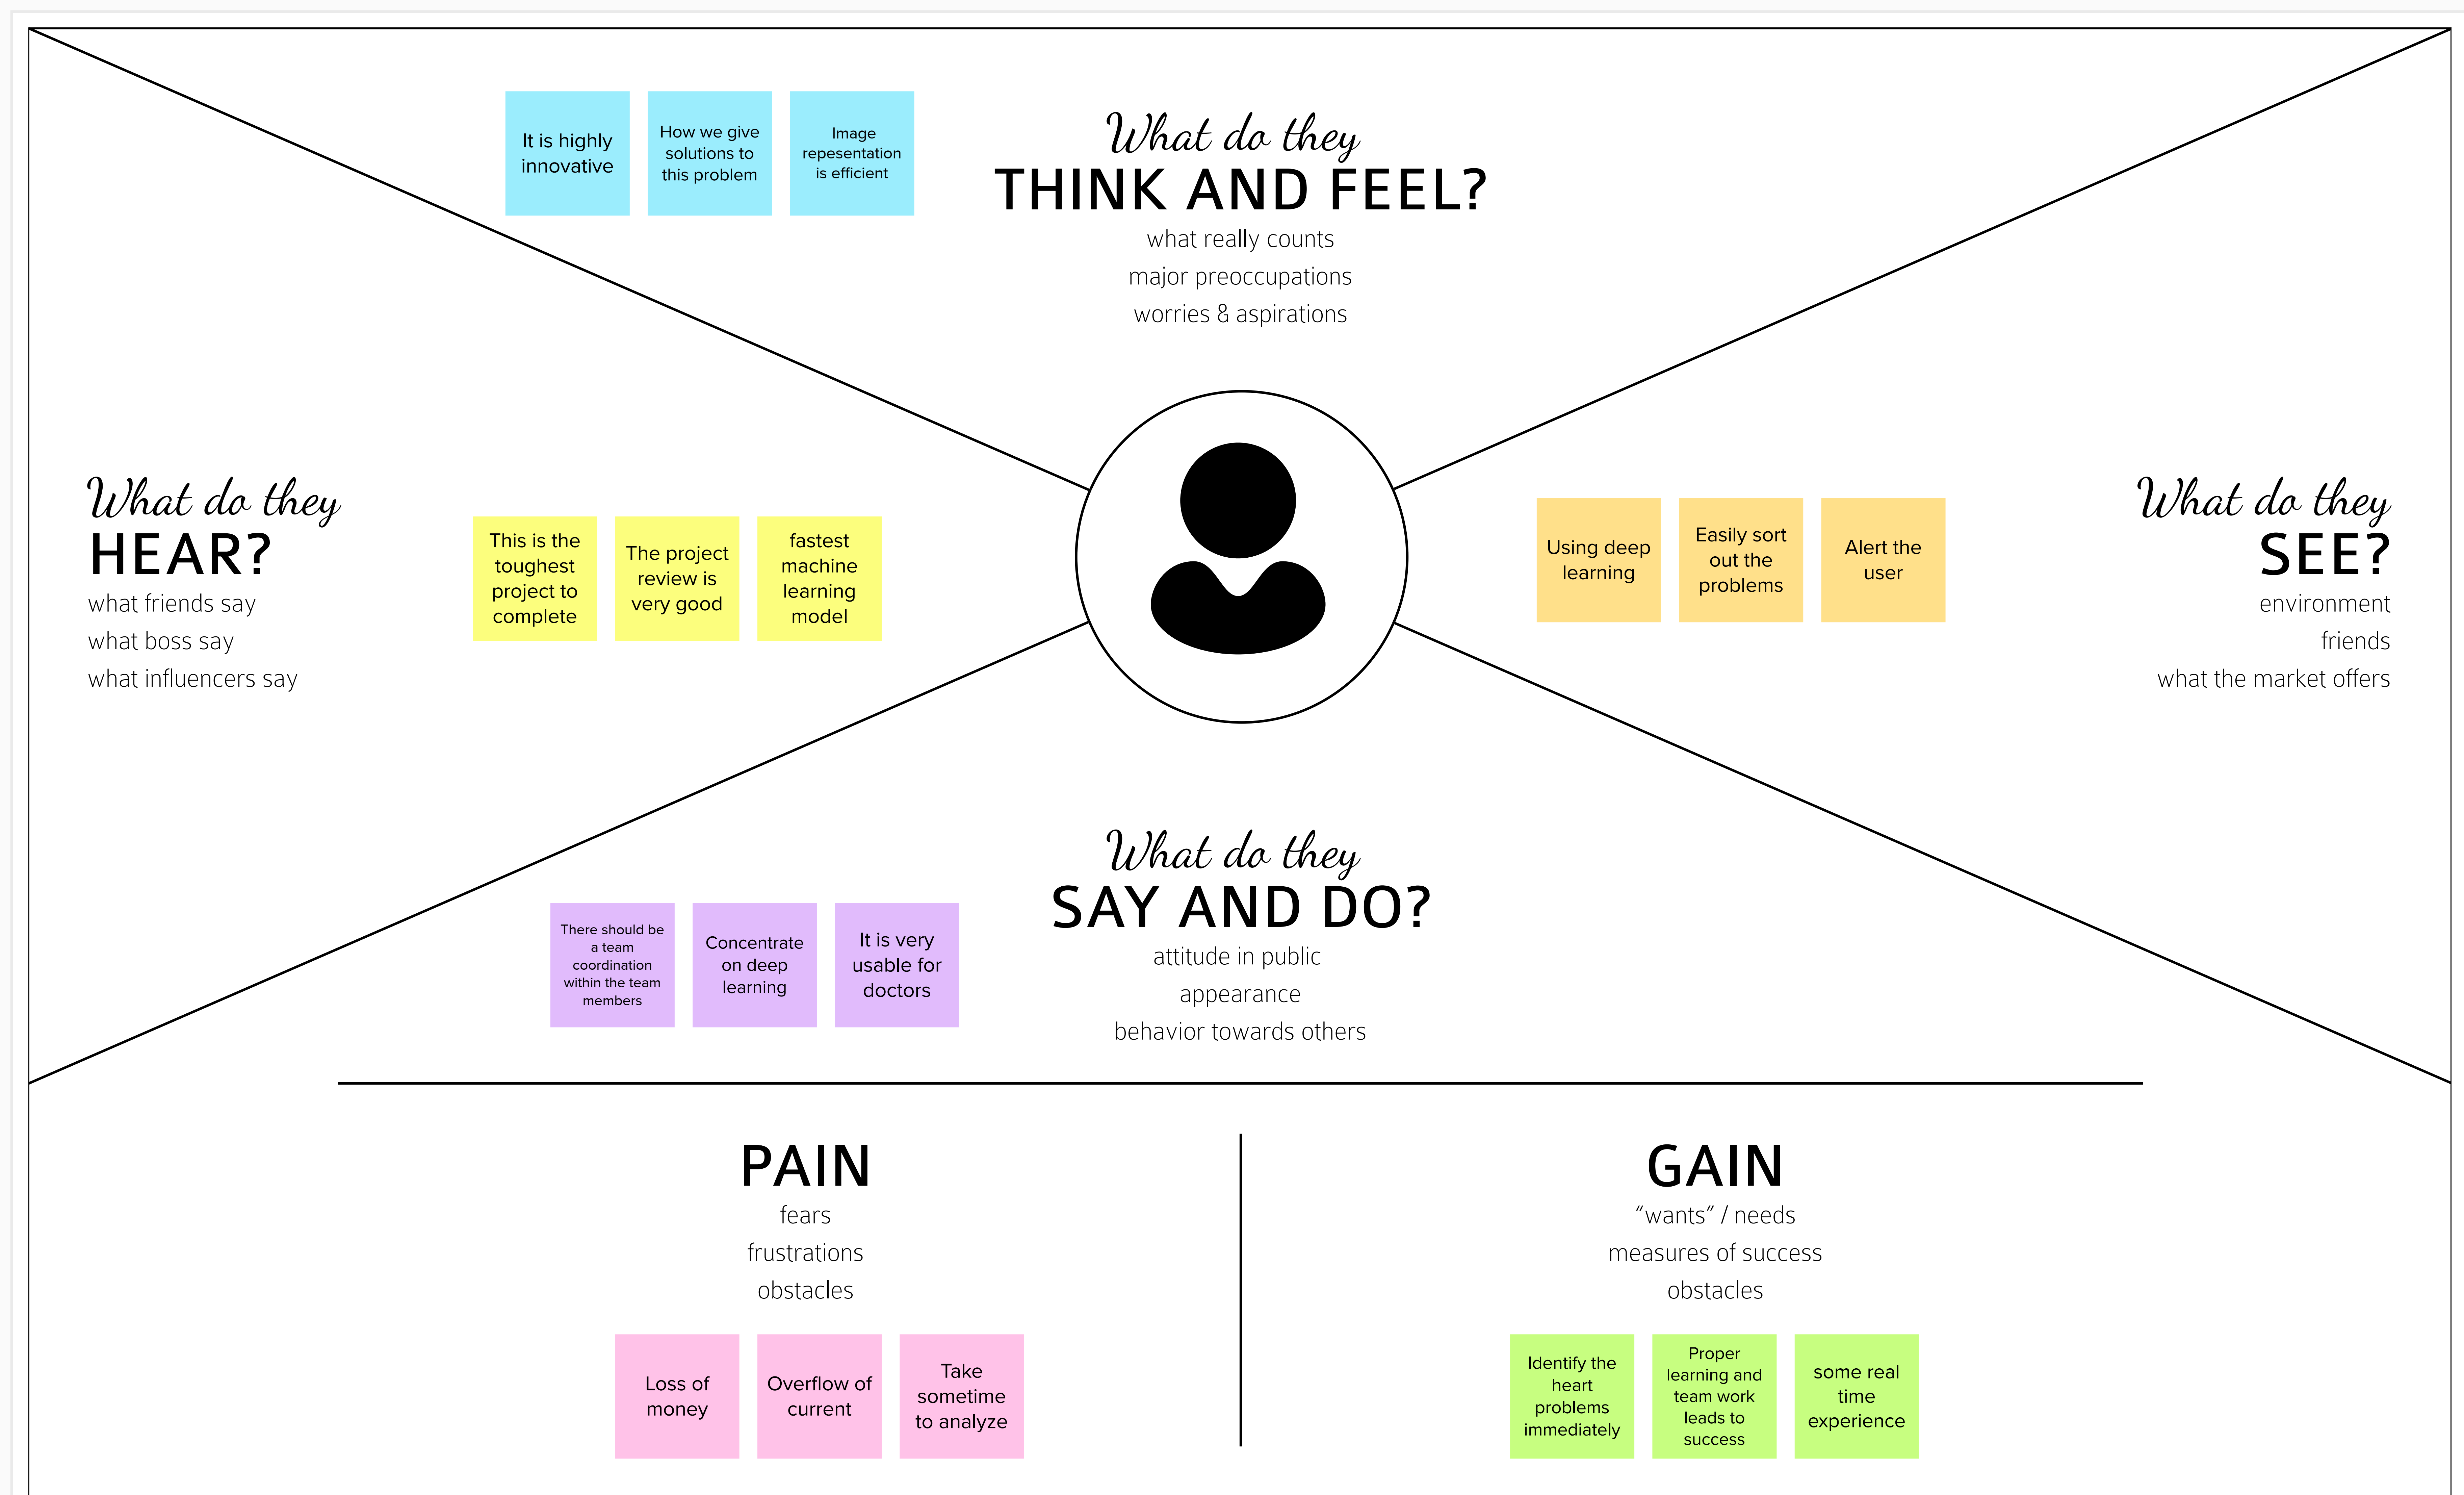 It is highly
innovative
How we give
solutions to
this problem
Image
repesentation
is efficient
What do they
THINK AND FEEL?
what really counts
major preoccupations
worries & aspirations
What do they
HEAR?
what friends say
what boss say
what influencers say
This is the
toughest
project to
complete
The project
review is
very good
fastest
machine
learning
model
Using deep
learning
Easily sort
out the
problems
Alert the
user
What do they
SEE?
environment
friends
what the market offers
What do they
SAY AND DO?
attitude in public
appearance
behavior towards others
There should be
a team
coordination
within the team
members
Concentrate
on deep
learning
It is very
usable for
doctors
PAIN
fears
frustrations
obstacles
Loss of
money
Overflow of
current
Take
sometime
to analyze
GAIN
“wants” / needs
measures of success
obstacles
Identify the
heart
problems
immediately
Proper
learning and
team work
leads to
success
some real
time
experience